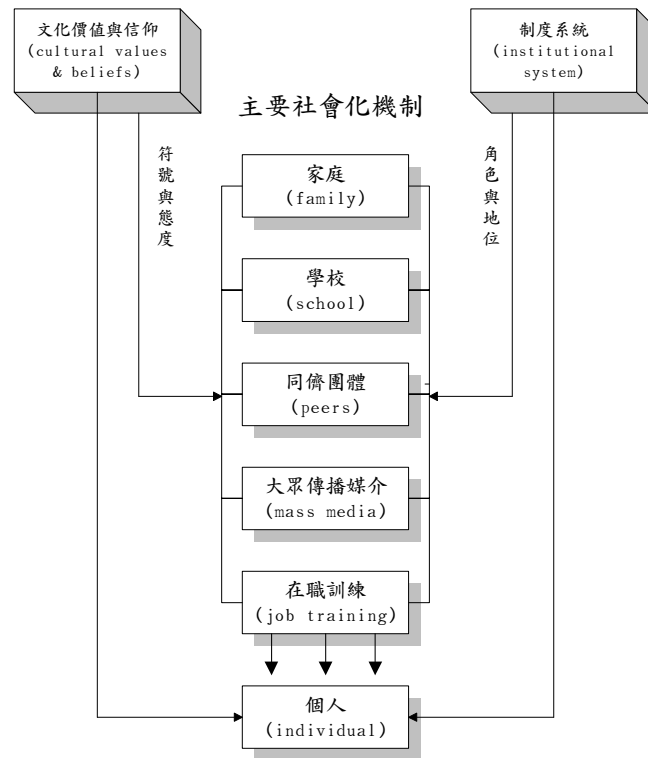 文化價值與信仰
(cultural values
& beliefs)
制度系統
(institutional
system)
主要社會化機制
符號與態度
角色與地位
家庭
(family)
學校
(school)
同儕團體
(peers)
大眾傳播媒介
(mass media)
在職訓練
(job training)
個人
(individual)